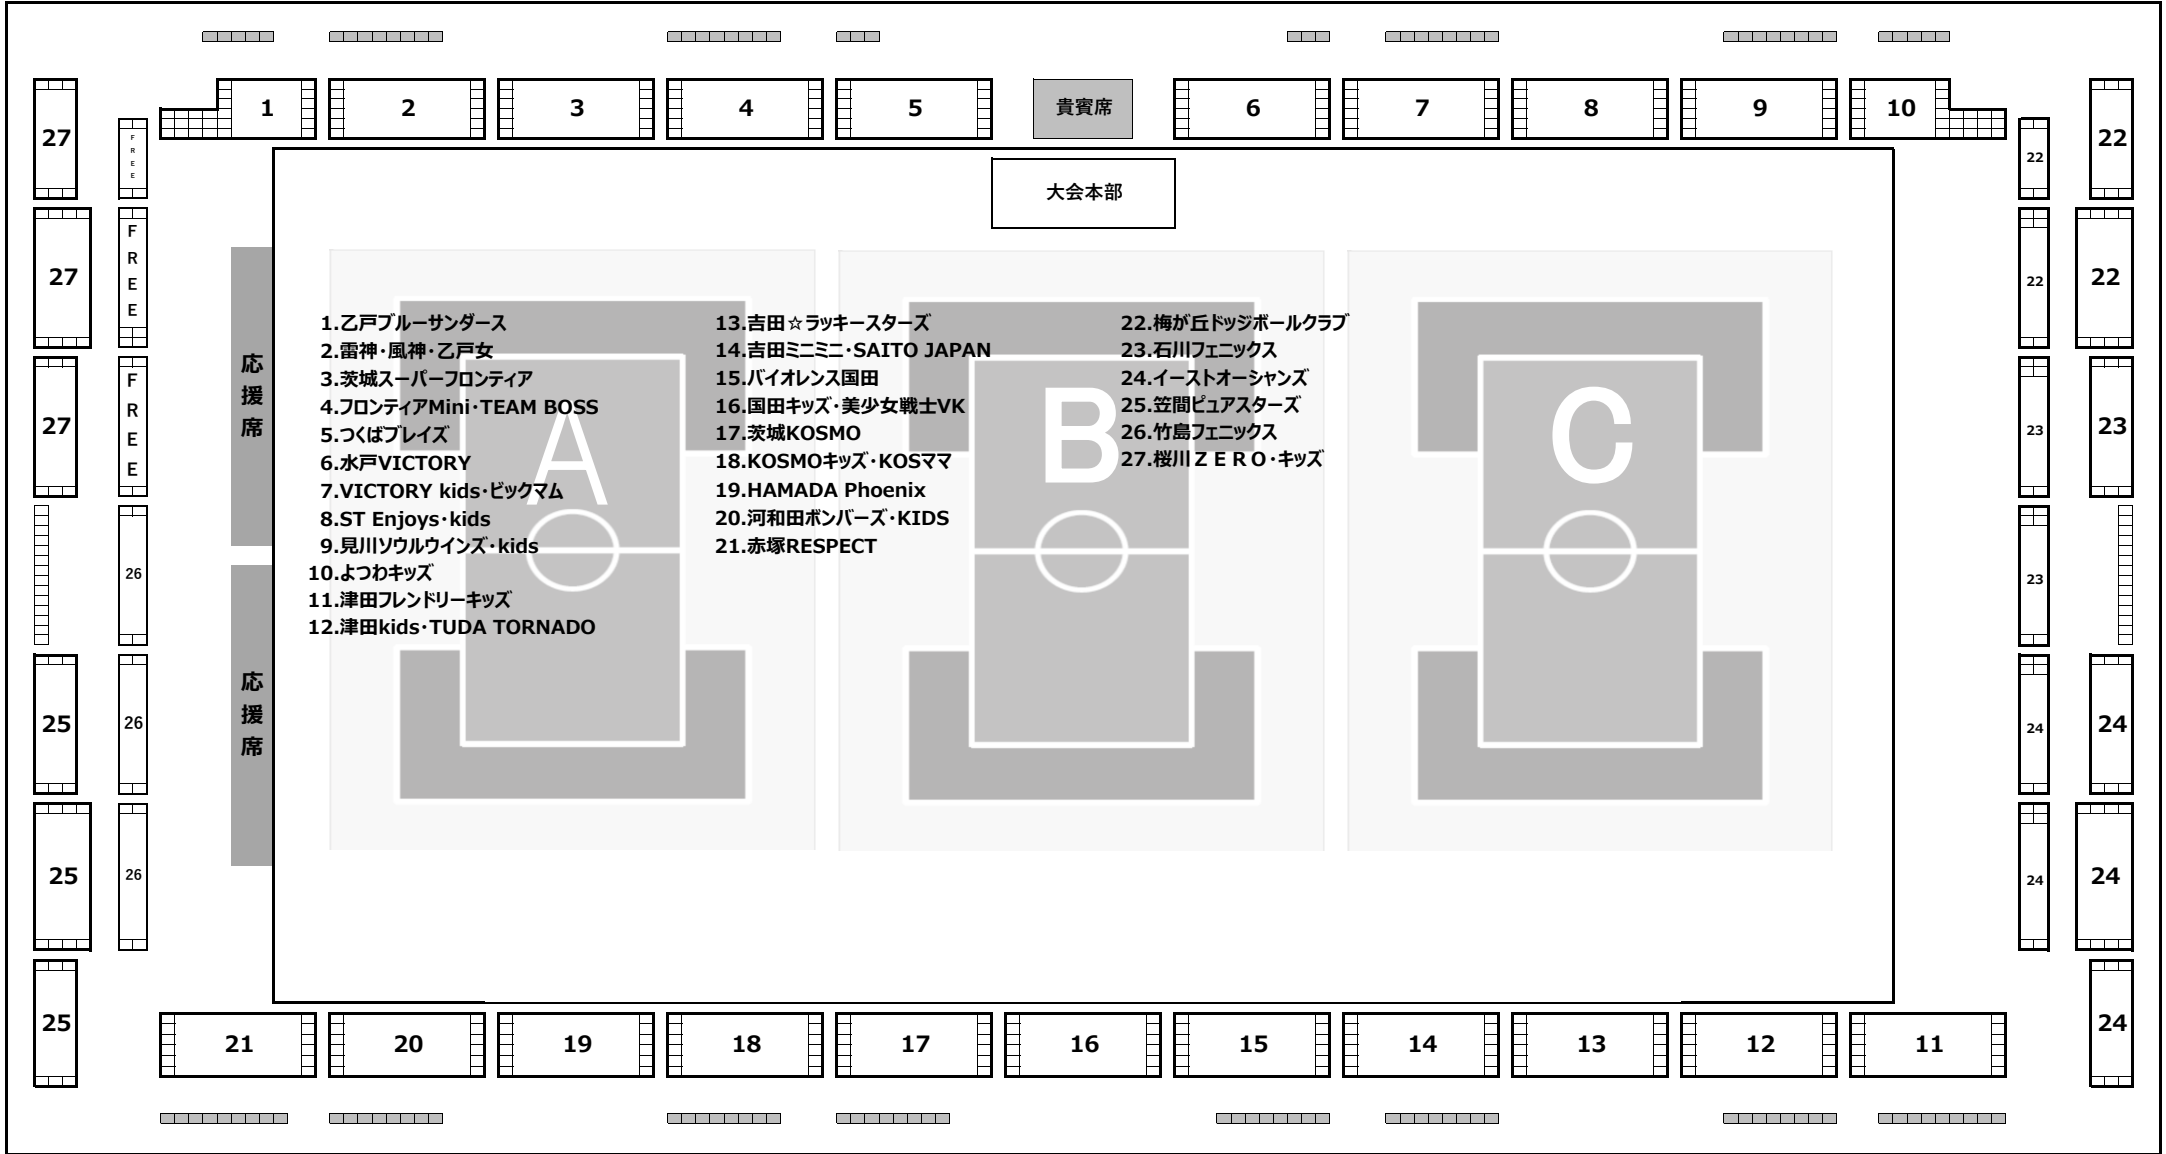 1
2
3
4
5
貴賓席
6
7
8
9
10
27
FREE
22
22
大会本部
27
FREE
22
22
27
FREE
23
23
応援席
1.乙戸ブルーサンダース
2.雷神・風神・乙戸女
3.茨城スーパーフロンティア
4.フロンティアMini・TEAM BOSS
5.つくばブレイズ
6.水戸VICTORY
7.VICTORY kids・ビックマム
8.ST Enjoys・kids
9.見川ソウルウインズ・kids
10.よつわキッズ
11.津田フレンドリーキッズ
12.津田kids・TUDA TORNADO
13.吉田☆ラッキースターズ
14.吉田ミニミニ・SAITO JAPAN
15.バイオレンス国田
16.国田キッズ・美少女戦士VK
17.茨城KOSMO
18.KOSMOキッズ・KOSママ
19.HAMADA Phoenix
20.河和田ボンバーズ・KIDS
21.赤塚RESPECT
22.梅が丘ドッジボールクラブ
23.石川フェニックス
24.イーストオーシャンズ
25.笠間ピュアスターズ
26.竹島フェニックス
27.桜川ＺＥＲＯ・キッズ
A
B
C
26
23
応援席
25
26
24
24
25
26
24
24
25
24
21
20
19
18
17
16
15
14
13
12
11